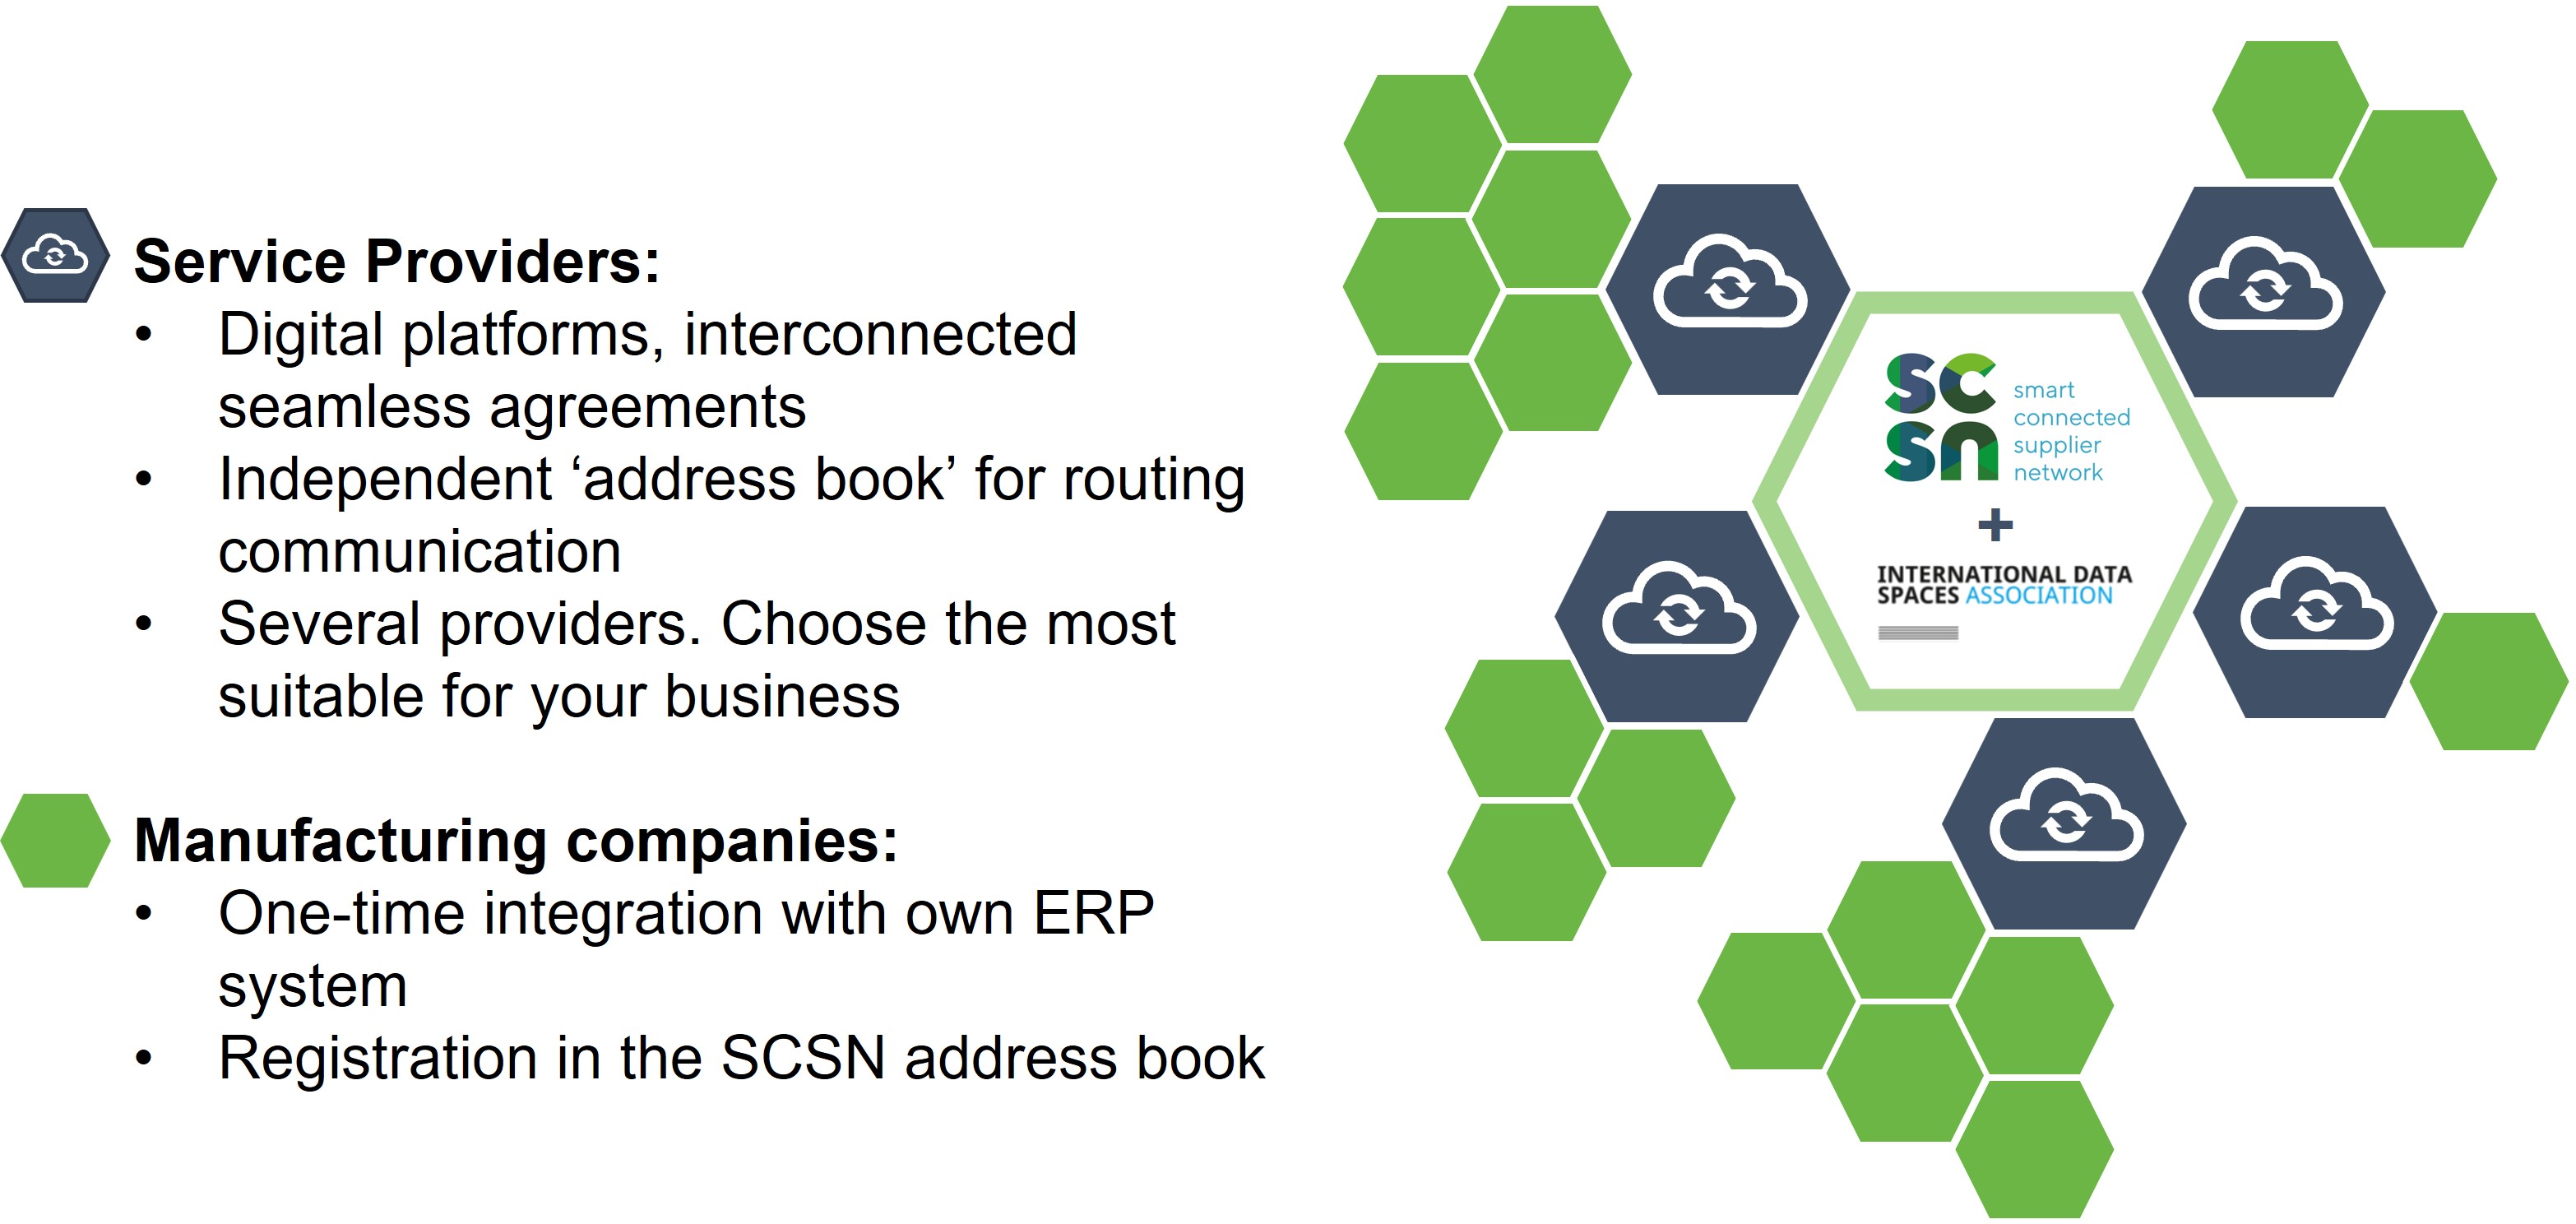 Service Providers:
• Digital platforms, interconnected
seamless agreements
• Independent ‘address book’ for routing
communication
• Several providers. Choose the most
suitable for your business
Manufacturing companies:
• One-time integration with own ERP
system
• Registration in the SCSN address book
sc
sn
smart
connected
supplier
network
+
INTERNATIONAL DATA
SPACES ASSOCIATION